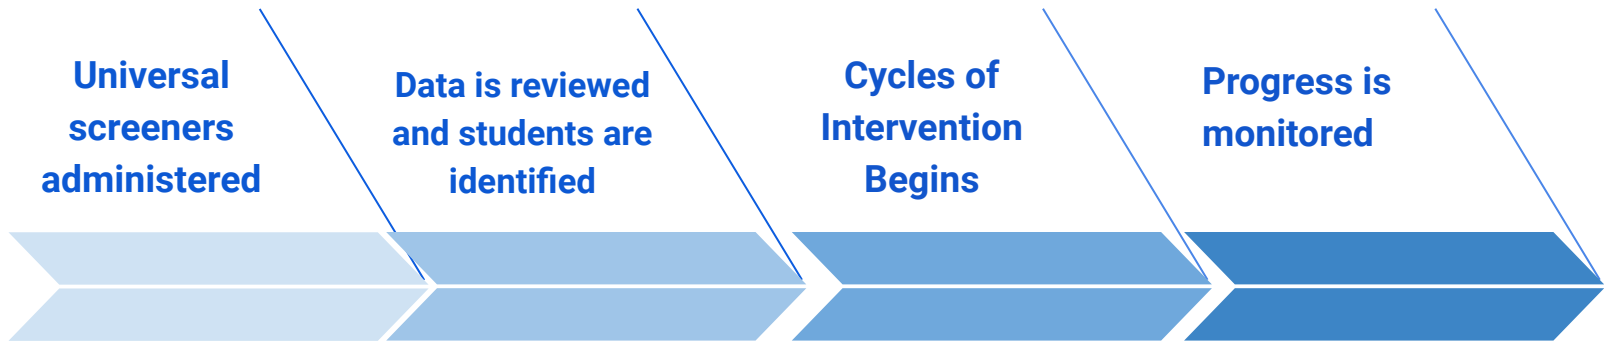 Universal
screeners
administered
Data is reviewed
and students are
identified
Cycles of
Intervention
Begins
Progress is
monitored